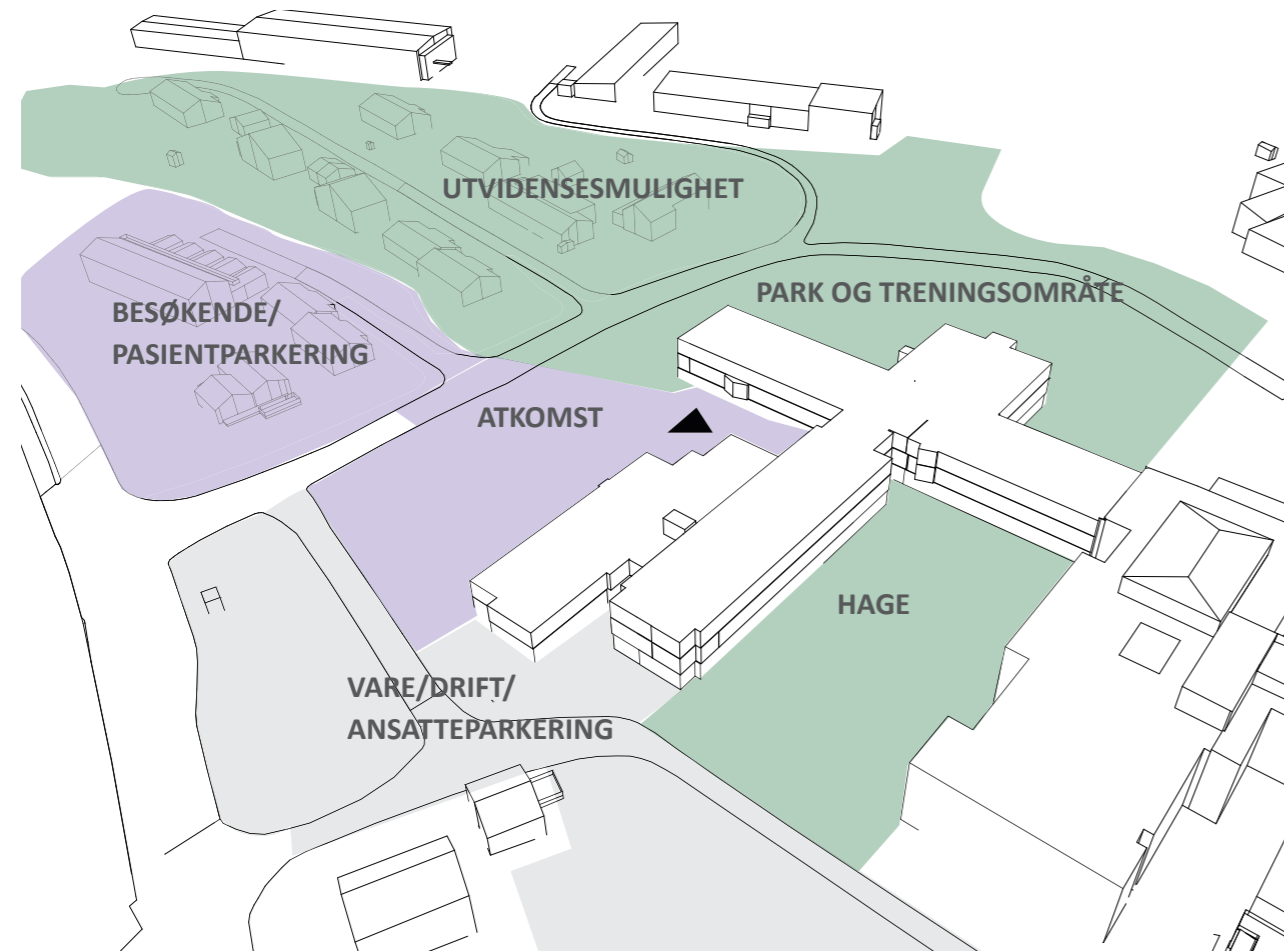 UTVIDENSESMULIGHET
PARK OG TRENINGSOMRÅTE
BESØKENDE/
PASIENTPARKERING
ATKOMST
HAGE
VARE/DRIFT/
ANSATTEPARKERING